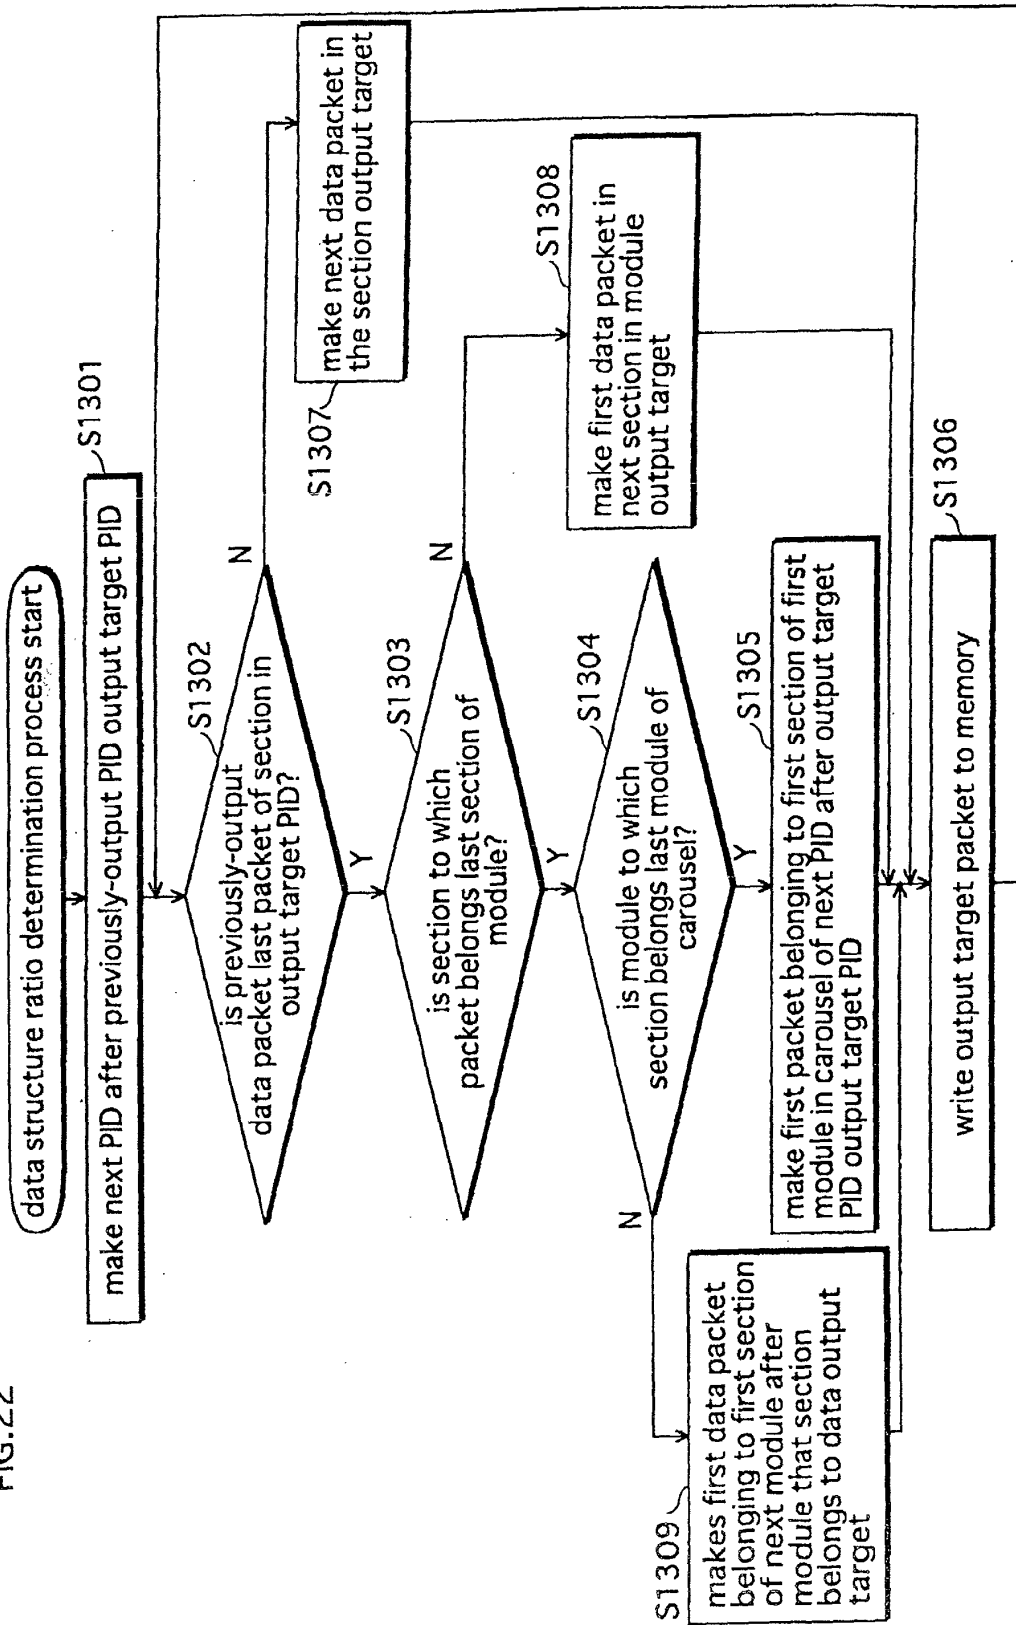 FIG.22
data structure ratio determination process start
S1301
make next PID after previously-output PID output target PID
S1302
is previously-output
data packet last packet of section in
output target PID?
N
Y
S1307
make next data packet in
the section output target
S1303
is section to which
packet belongs last section of
module?
N
Y
S1308
make first data packet in
next section in module
output target
S1304
is module to which
section belongs last module of
carousel?
N
Y
S1309
makes first data packet
belonging to first section
of next module after
module that section
belongs to data output
target
S1305
make first packet belonging to first section of first
module in carousel of next PID after output target
PID output target PID
S1306
write output target packet to memory